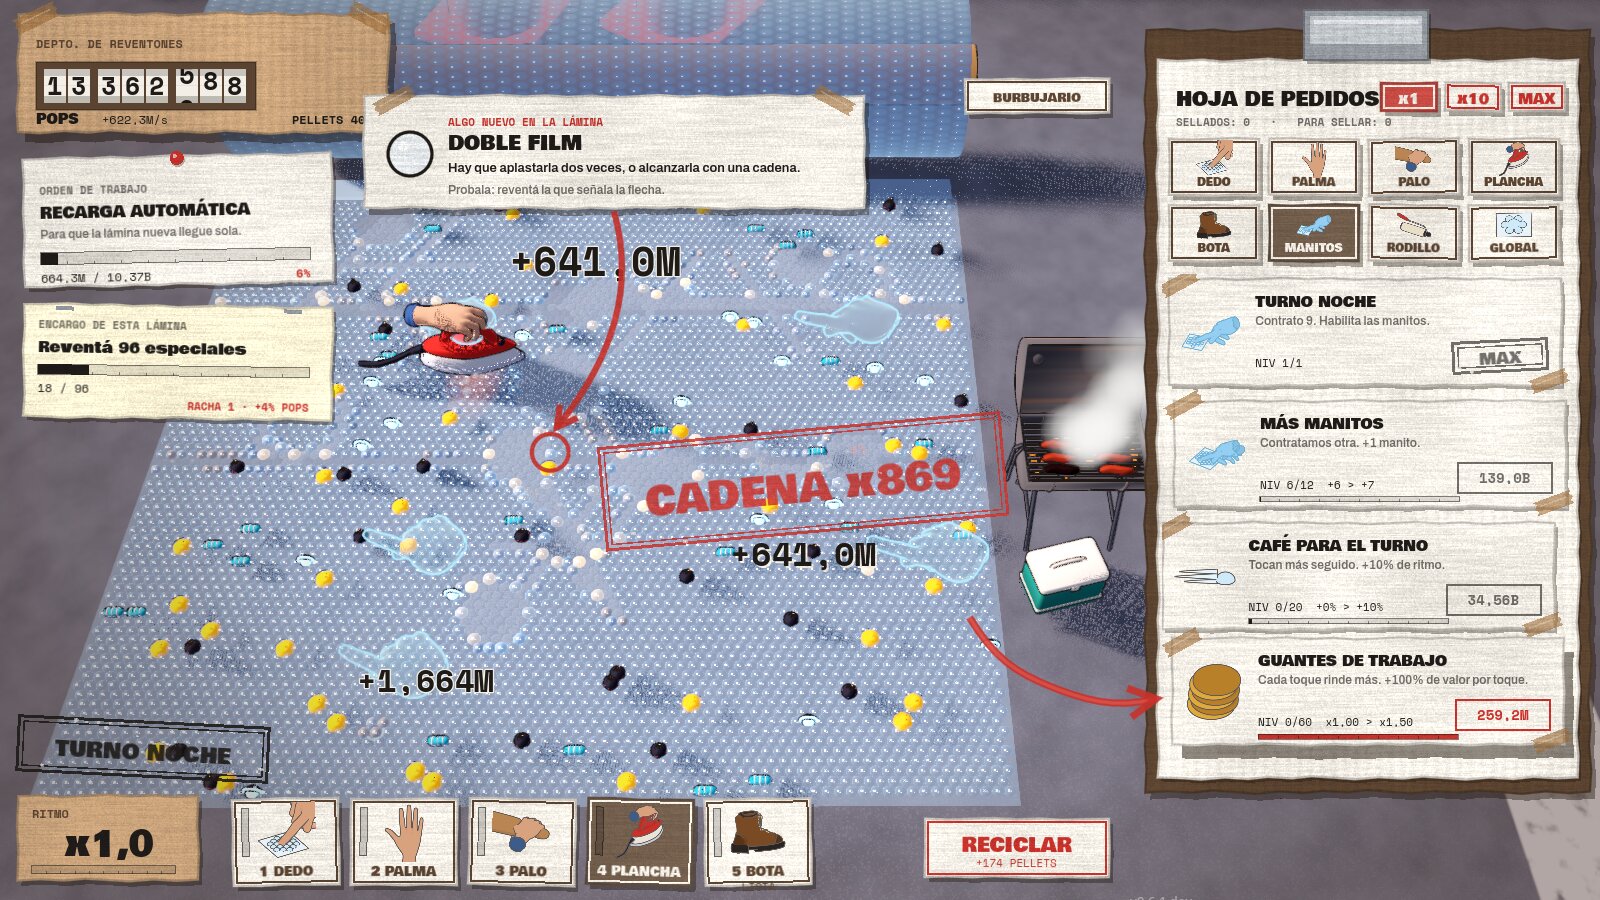 DEPTO. DE REVENTONES
POPS
+622,3M/s
PELLETS 40
ORDEN DE TRABAJO
RECARGA AUTOMÁTICA
Para que la lámina nueva llegue sola.
664,3M / 10,37B
6%
ENCARGO DE ESTA LÁMINA
Reventá 96 especiales
18 / 96
RACHA 1 · +4% POPS
ALGO NUEVO EN LA LÁMINA
DOBLE FILM
Hay que aplastarla dos veces, o alcanzarla con una cadena.
Probala: reventá la que señala la flecha.
BURBUJARIO
+641,0M
CADENA x869
+641,0M
+1,664M
TURNO NOCHE
RITMO
x1,0
1 DEDO
2 PALMA
3 PALO
4 PLANCHA
5 BOTA
RECICLAR
+174 PELLETS
HOJA DE PEDIDOS
x1
x10
MAX
SELLADOS: 0 · PARA SELLAR: 0
DEDO
PALMA
PALO
PLANCHA
BOTA
MANITOS
RODILLO
GLOBAL
TURNO NOCHE
Contrato 9. Habilita las manitos.
NIV 1/1
MAX
MÁS MANITOS
Contratamos otra. +1 manito.
NIV 6/12 +6 > +7
139,0B
CAFÉ PARA EL TURNO
Tocan más seguido. +10% de ritmo.
NIV 0/20 +0% > +10%
34,56B
GUANTES DE TRABAJO
Cada toque rinde más. +100% de valor por toque.
NIV 0/60 x1,00 > x1,50
259,2M